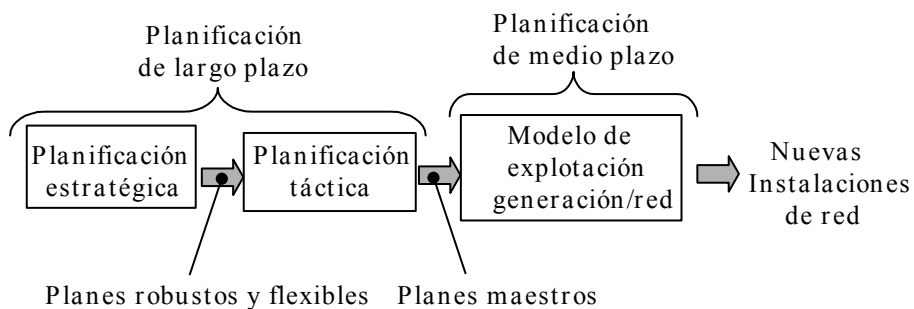 Planificación
de largo plazo
Planificación
de medio plazo
Planificación
estratégica
Planificación
táctica
Modelo de
explotación
generación/red
Nuevas
Instalaciones
de red
Planes robustos y flexibles
Planes maestros